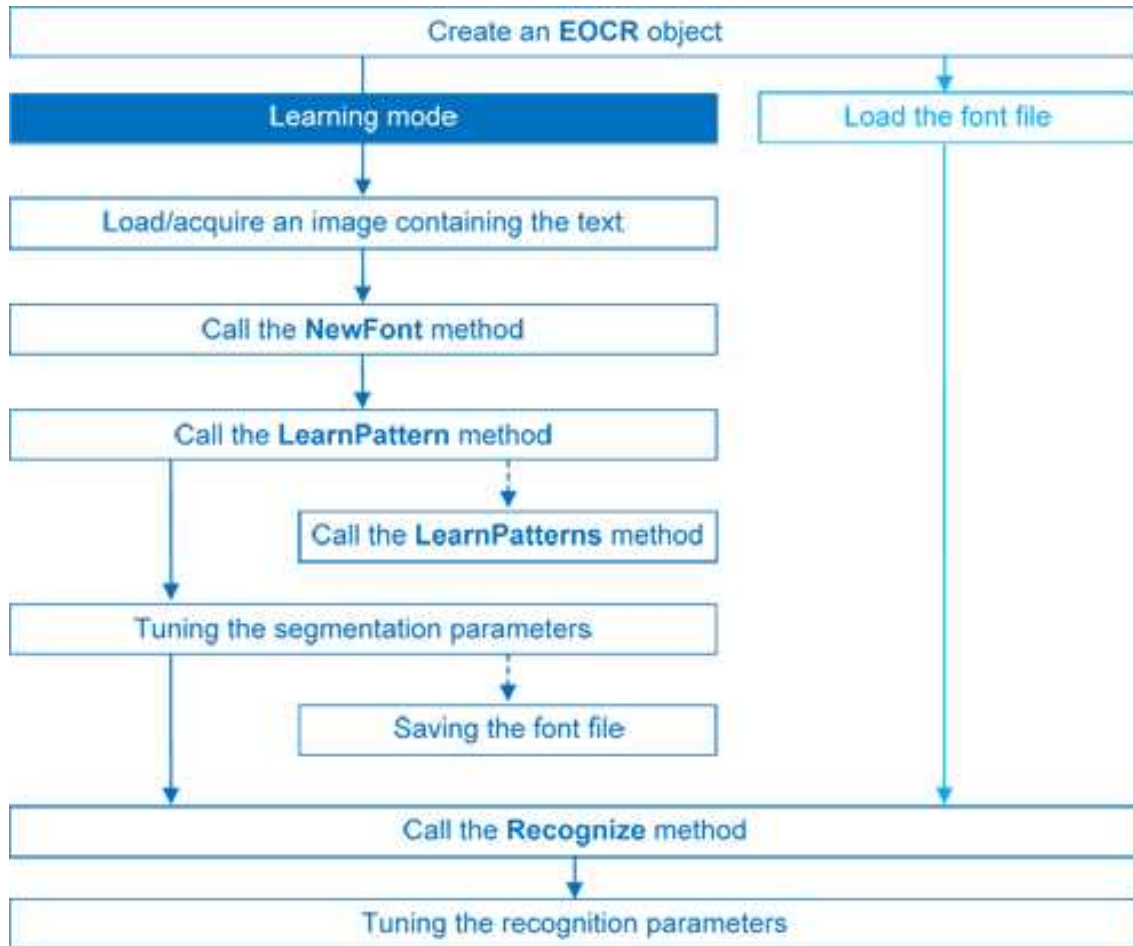 Create an EOCR object
Learning mode
Load the font file
Load/acquire an image containing the text
Call the NewFont method
Call the LearnPattern method
Call the LearnPatterns method
Tuning the segmentation parameters
Saving the font file
Call the Recognize method
Tuning the recognition parameters